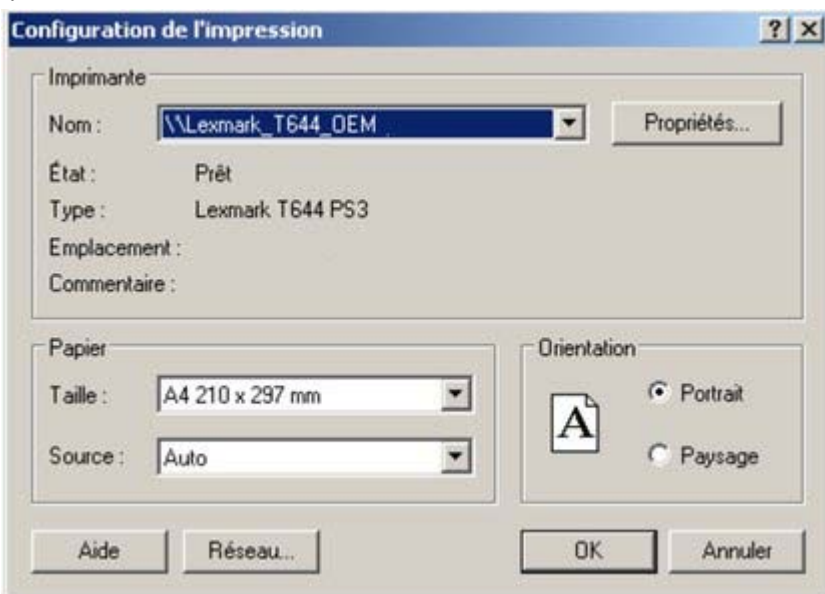 Configuration de l'impression
Imprimante
Nom : \\Lexmark_T644_OEM Propriétés...
État : Prêt
Type : Lexmark T644 PS3
Emplacement :
Commentaire :
Papier
Taille : A4 210 x 297 mm
Source : Auto
Orientation
A
Portrait
Paysage
Aide Réseau... OK Annuler